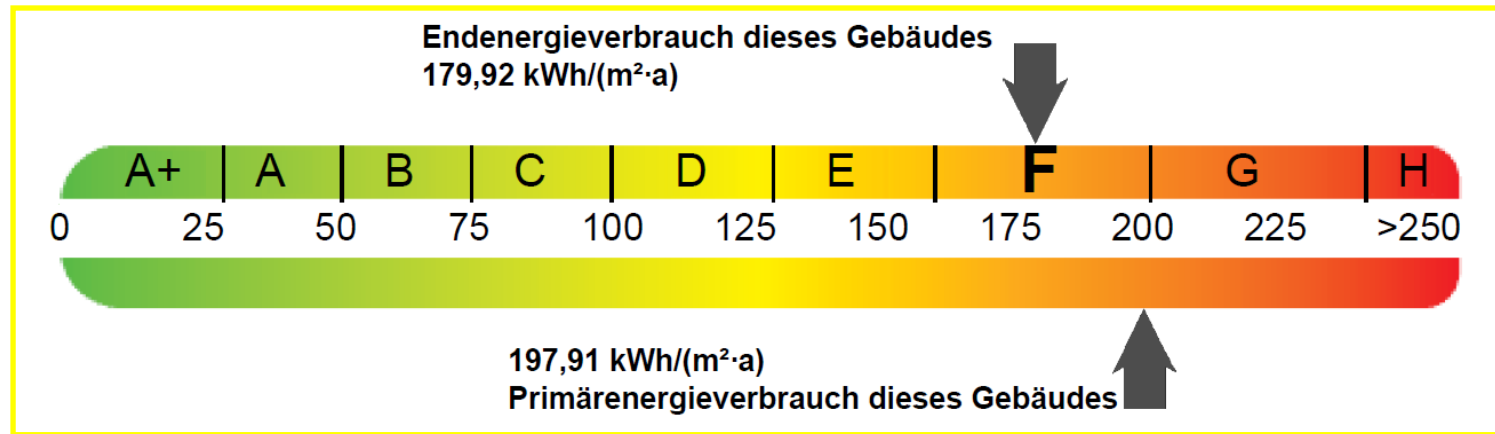 Endenergieverbrauch dieses Gebäudes
179,92 kWh/(m²·a)
A+ A B C D E F G H
0 25 50 75 100 125 150 175 200 225 >250
197,91 kWh/(m²·a)
Primärenergieverbrauch dieses Gebäudes